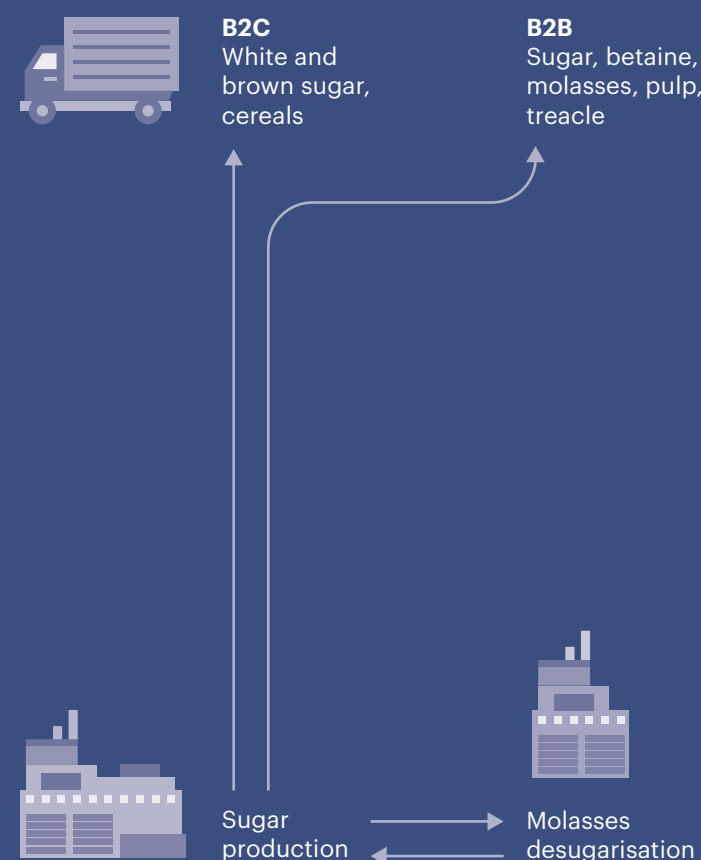 B2C
White and
brown sugar,
cereals
B2B
Sugar, betaine,
molasses, pulp,
treacle
Sugar
production
Molasses
desugarisation